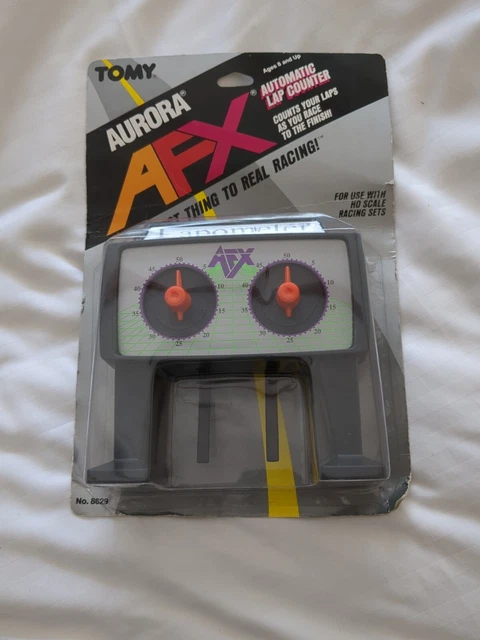 TOMY
Ages 8 and Up
AURORA®
AFX®
AUTOMATIC
LAP COUNTER
COUNTS YOUR LAPS
AS YOU RACE
TO THE FINISH!
THING TO REAL RACING!™
FOR USE WITH
HO SCALE
RACING SETS
Lapometer
AFX
50 5 10 15 20 25 30 35 40 45
50 5 10 15 20 25 30 35 40 45
No. 8629